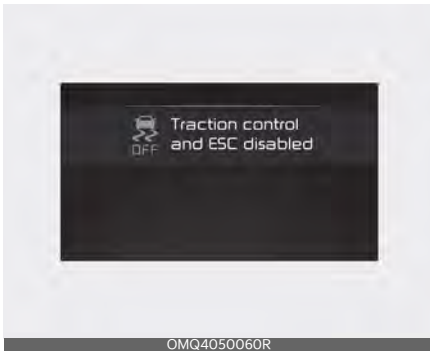 Traction control
OFF and ESC disabled
OMQ4050060R